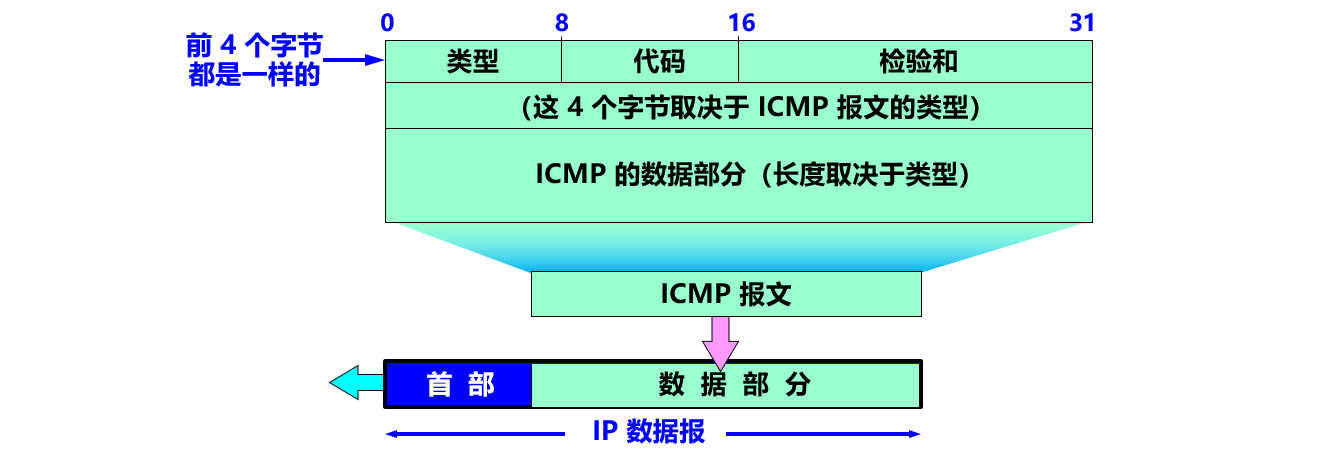 0 8 16 31
前 4 个字节
都是一样的
类型 代码 检验和
（这 4 个字节取决于 ICMP 报文的类型）
ICMP 的数据部分（长度取决于类型）
ICMP 报文
首 部 数 据 部 分
IP 数据报